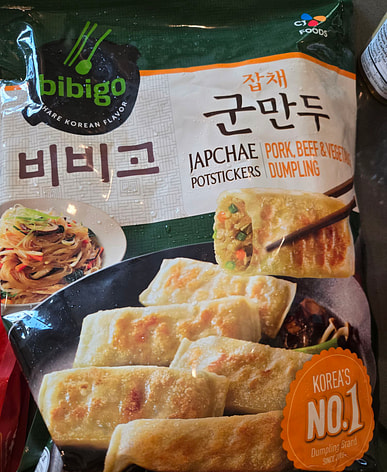 CJ
FOODS
bibigo
SHARE KOREAN FLAVOR
비비고
잡채
군만두
JAPCHAE
POTSTICKERS
PORK, BEEF &
DUMPLING
KOREA'S
NO.1
Dumpling Brand